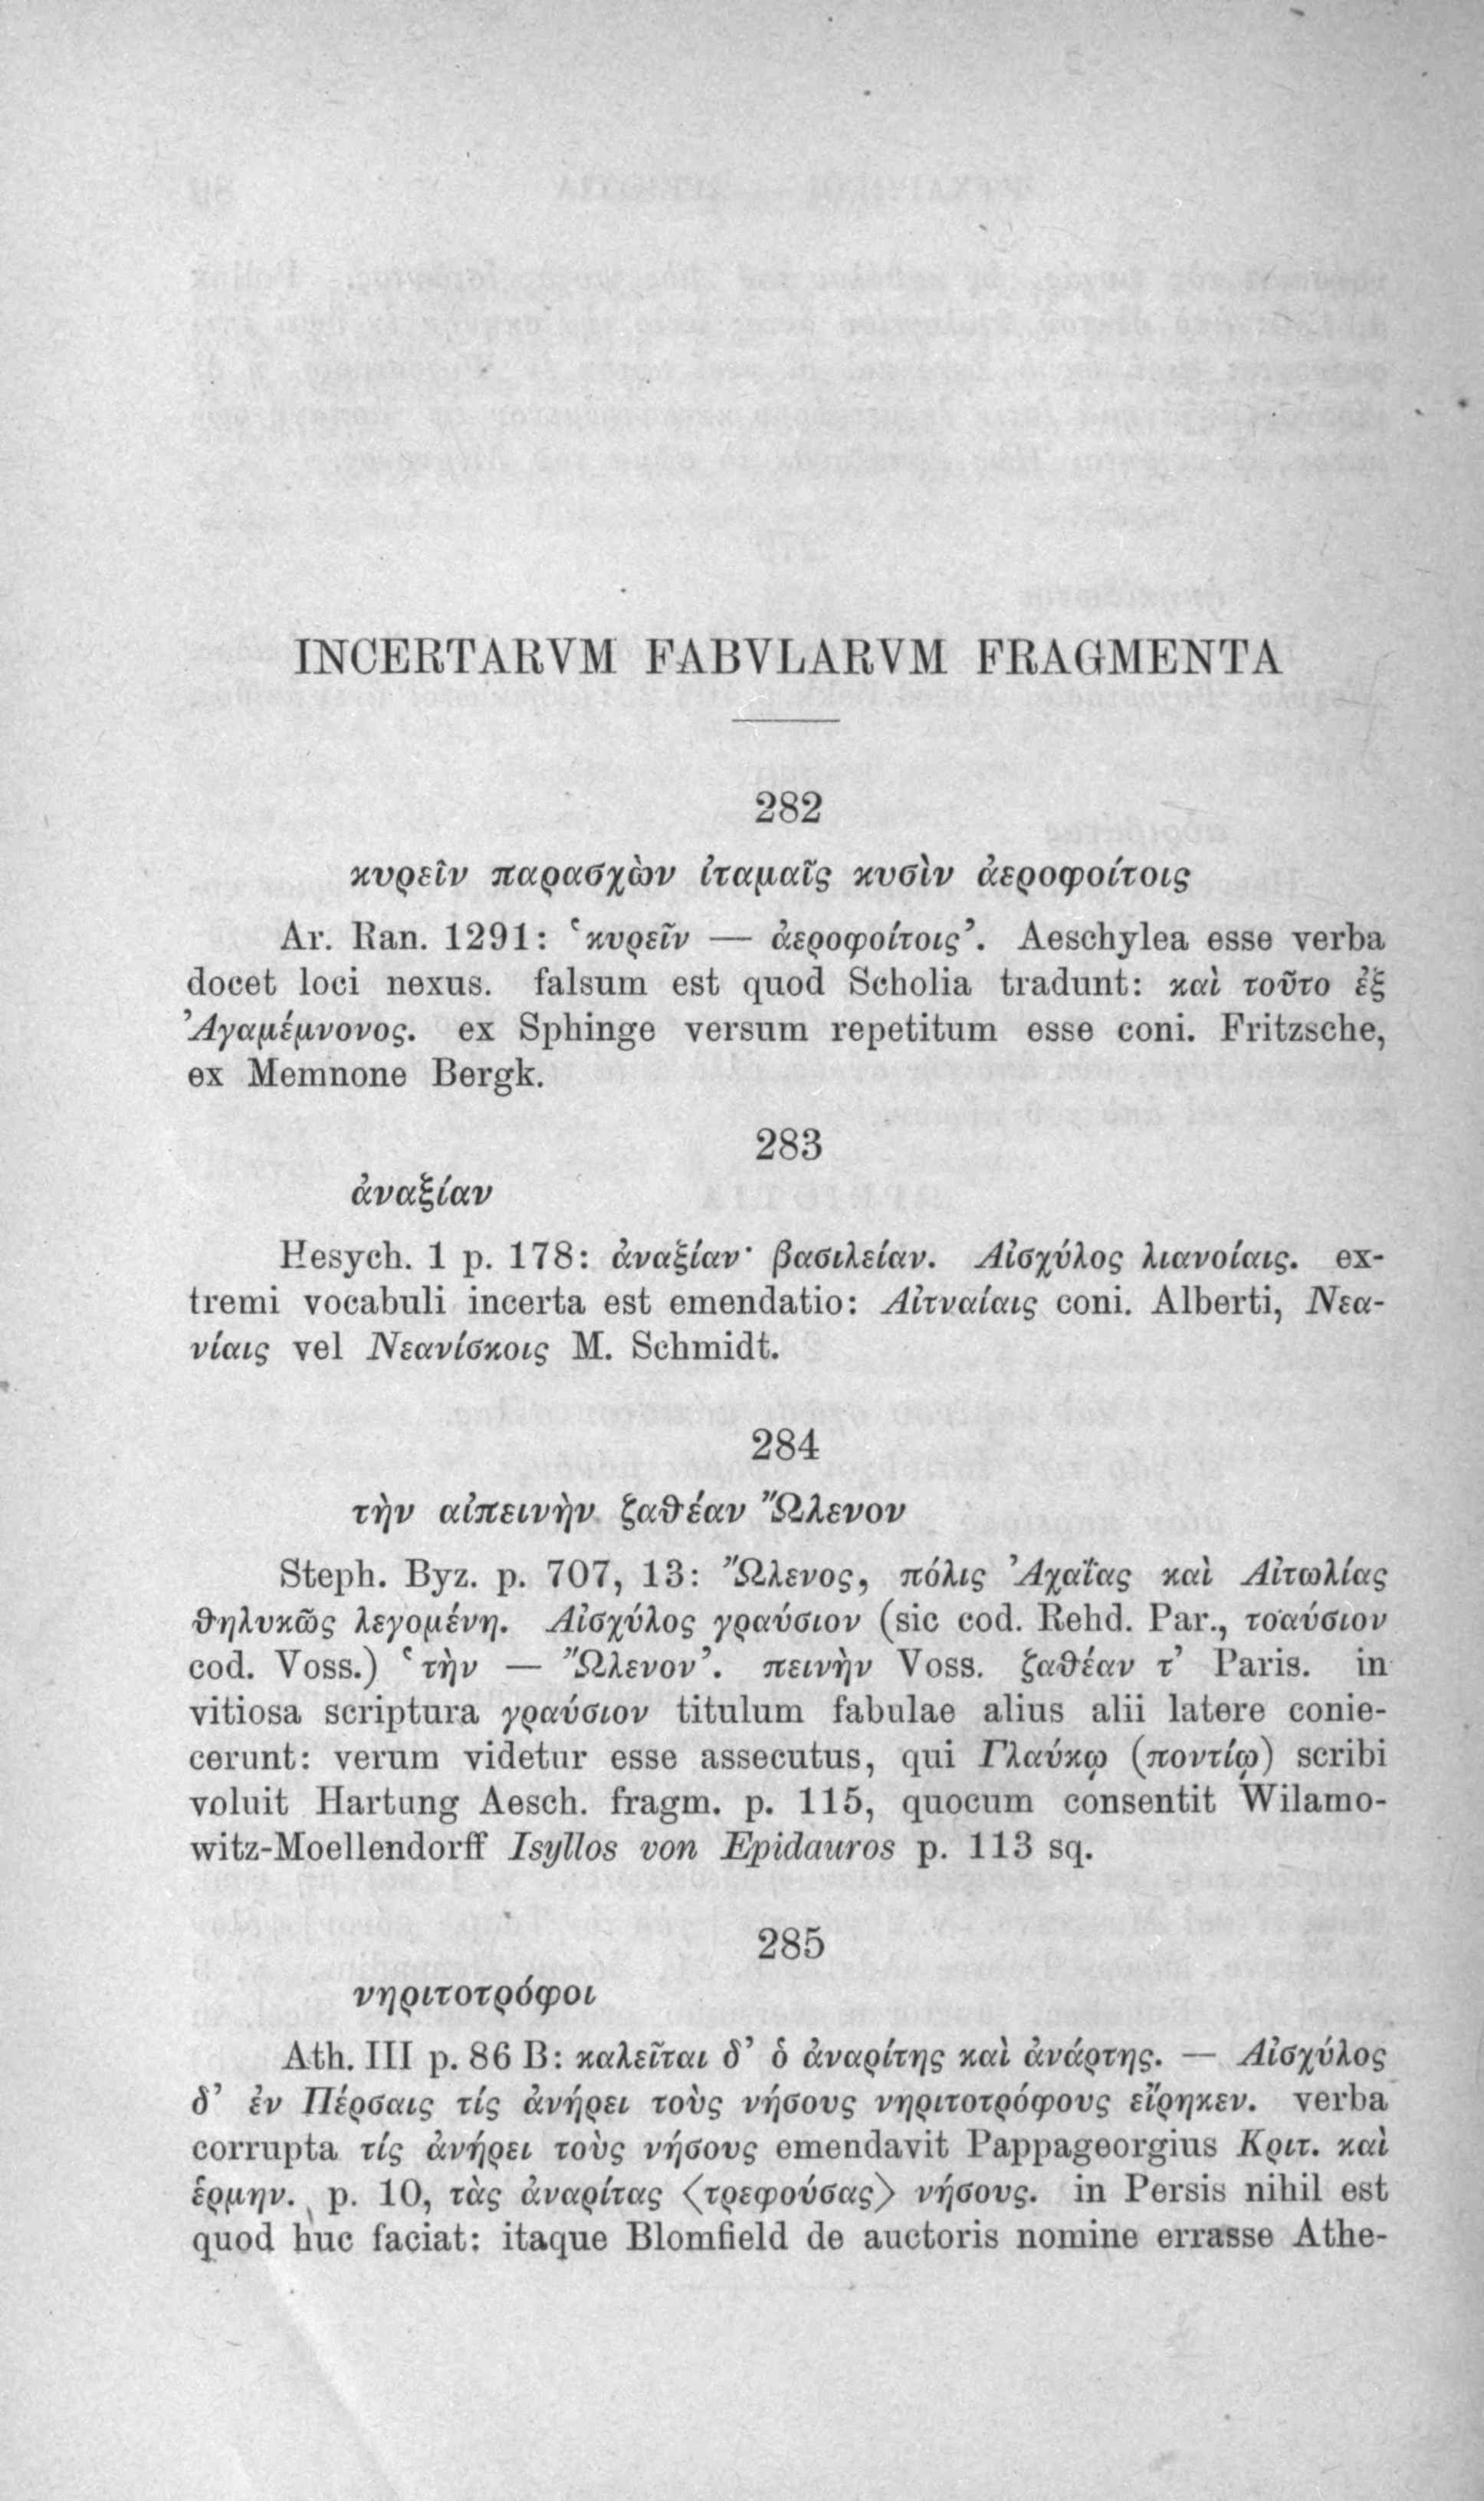 INCERTARVM FABVLARVM FRAGMENTA
282
κυρεῖν παρασχὼν ἰταμαῖς κυσὶν ἀεροφοίτοις
Ar. Ran. 1291: ‘κυρεῖν — ἀεροφοίτοις’. Aeschylea esse verba
docet loci nexus. falsum est quod Scholia tradunt: καὶ τοῦτο ἐξ
Ἀγαμέμνονος. ex Sphinge versum repetitum esse coni. Fritzsche,
ex Memnone Bergk.
283
ἀναξίαν
Hesych. 1 p. 178: ἀναξίαν· βασιλείαν. Αἰσχύλος λιανοίαις. ex-
tremi vocabuli incerta est emendatio: Αἰτναίαις coni. Alberti, Νεα-
νίαις vel Νεανίσκοις M. Schmidt.
284
τὴν αἰπεινὴν ζαθέαν Ὤλενον
Steph. Byz. p. 707, 13: Ὤλενος, πόλις Ἀχαΐας καὶ Αἰτωλίας
θηλυκῶς λεγομένη. Αἰσχύλος γραύσιον (sic cod. Rehd. Par., τοαύσιον
cod. Voss.) ‘τὴν — Ὤλενον’. πεινὴν Voss. ζαθέαν τ’ Paris. in
vitiosa scriptura γραύσιον titulum fabulae alius alii latere conie-
cerunt: verum videtur esse assecutus, qui Γλαύκῳ (ποντίῳ) scribi
voluit Hartung Aesch. fragm. p. 115, quocum consentit Wilamo-
witz-Moellendorff Isyllos von Epidauros p. 113 sq.
285
νηριτοτρόφοι
Ath. III p. 86 B: καλεῖται δ’ ὁ ἀναρίτης καὶ ἀνάρτης. — Αἰσχύλος
δ’ ἐν Πέρσαις τίς ἀνήρει τοὺς νήσους νηριτοτρόφους εἴρηκεν. verba
corrupta τίς ἀνήρει τοὺς νήσους emendavit Pappageorgius Κριτ. καὶ
ἑρμην. p. 10, τὰς ἀναρίτας ⟨τρεφούσας⟩ νήσους. in Persis nihil est
quod huc faciat: itaque Blomfield de auctoris nomine errasse Athe-